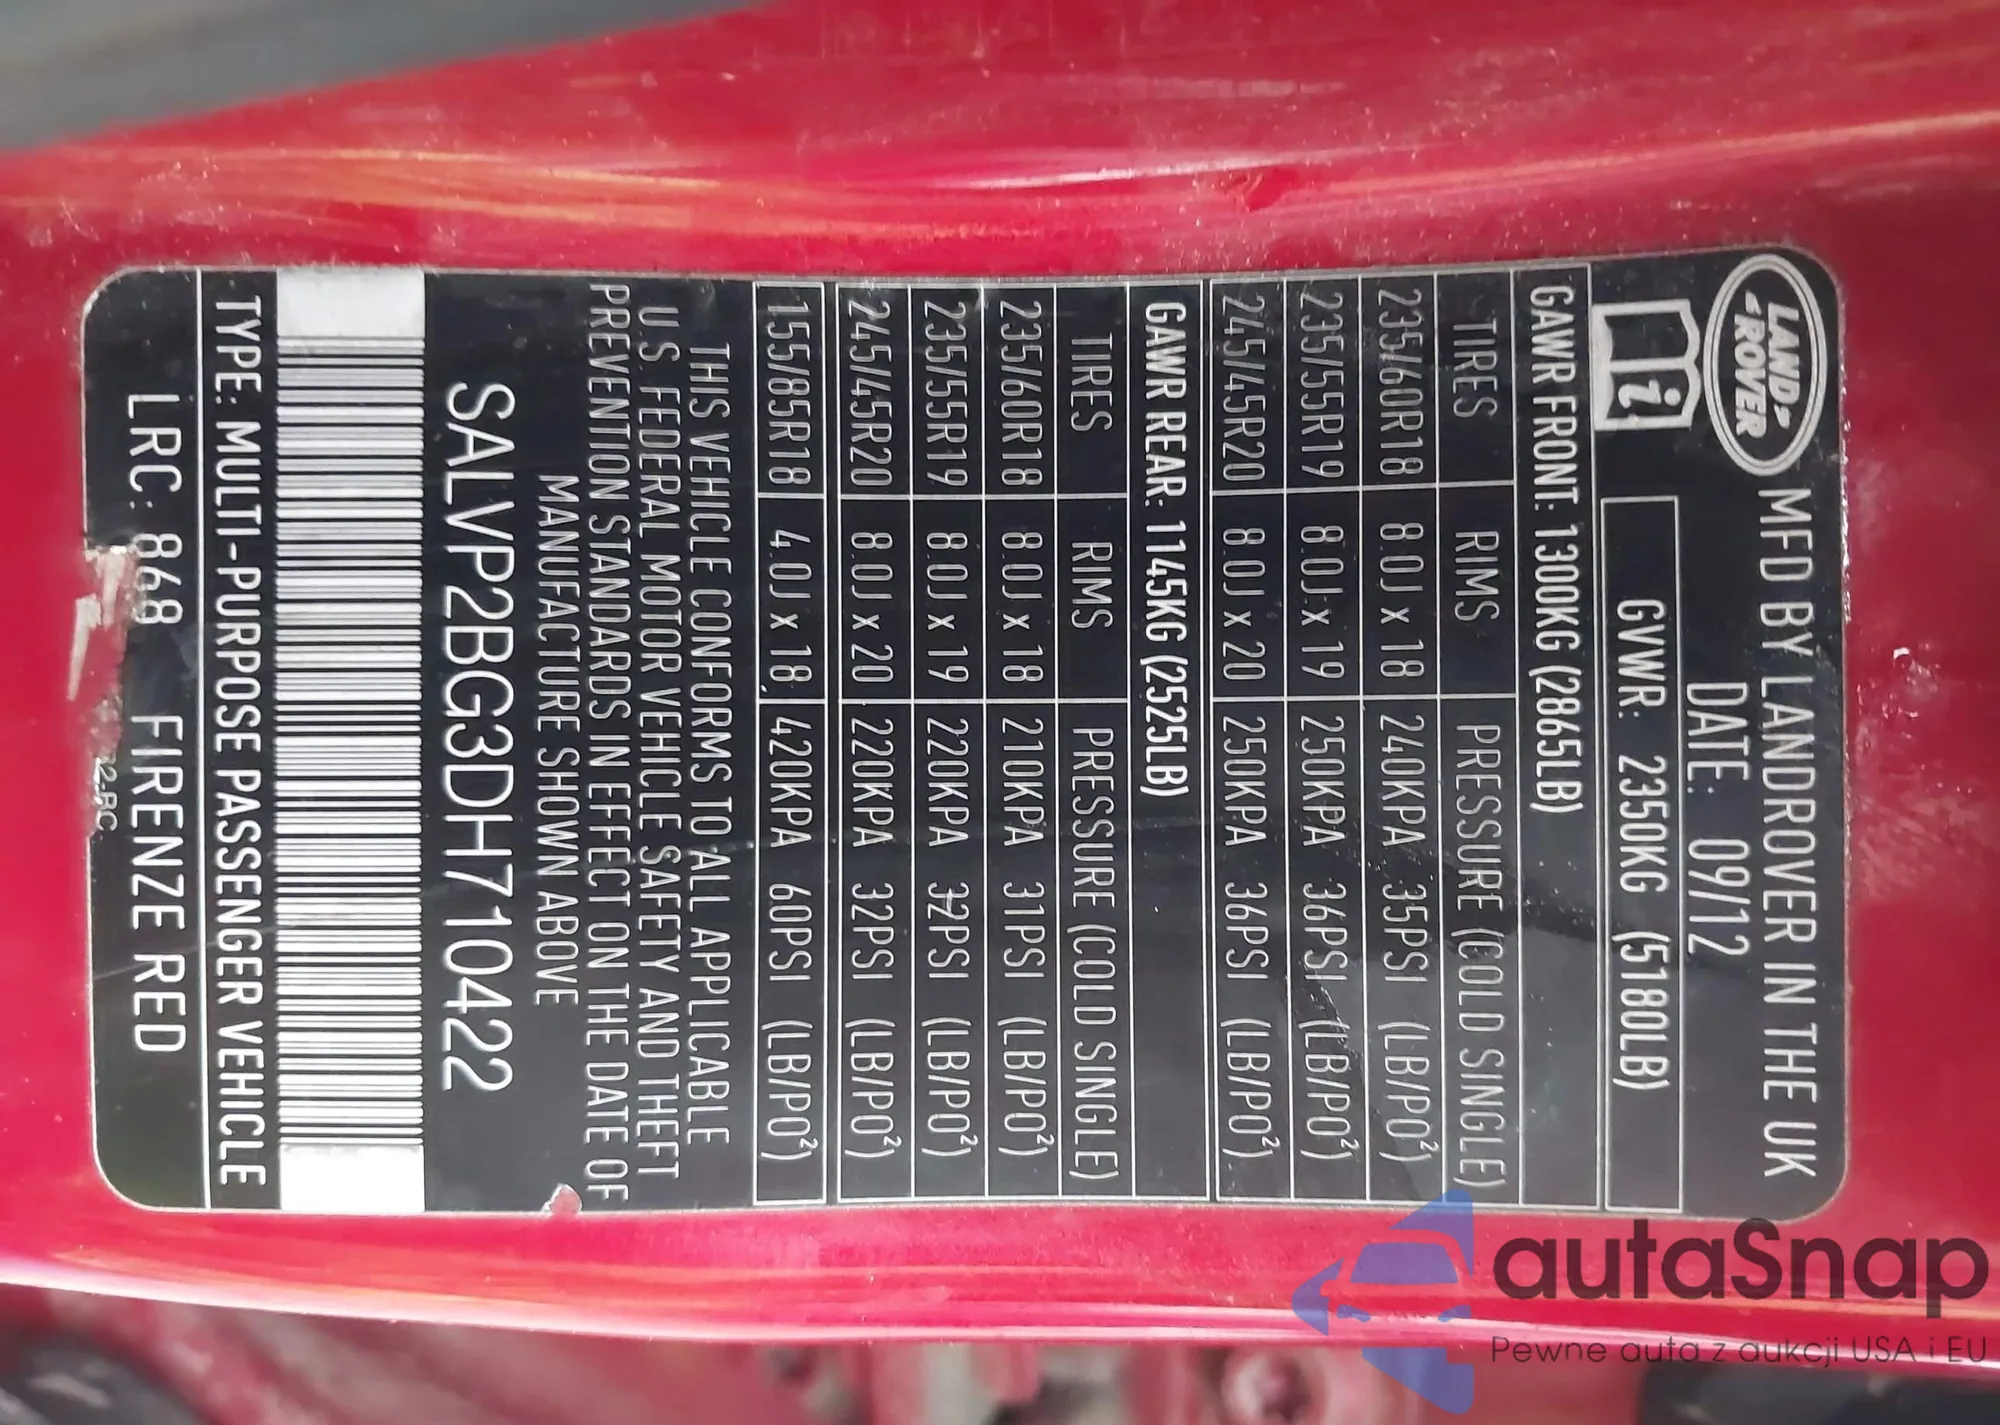 LAND-
-ROVER
MFD BY LANDROVER IN THE UK
DATE: 09/12
i
GVWR: 2350KG (5180LB)
GAWR FRONT: 1300KG (2865LB)
TIRES RIMS PRESSURE (COLD SINGLE)
235/60R18 8.0J x 18 240KPA 35PSI (LB/PO²)
235/55R19 8.0J x 19 250KPA 36PSI (LB/PO²)
245/45R20 8.0J x 20 250KPA 36PSI (LB/PO²)
GAWR REAR: 1145KG (2525LB)
TIRES RIMS PRESSURE (COLD SINGLE)
235/60R18 8.0J x 18 210KPA 31PSI (LB/PO²)
235/55R19 8.0J x 19 220KPA 32PSI (LB/PO²)
245/45R20 8.0J x 20 220KPA 32PSI (LB/PO²)
155/85R18 4.0J x 18 420KPA 60PSI (LB/PO²)
THIS VEHICLE CONFORMS TO ALL APPLICABLE
U.S. FEDERAL MOTOR VEHICLE SAFETY AND THEFT
PREVENTION STANDARDS IN EFFECT ON THE DATE OF
MANUFACTURE SHOWN ABOVE
SALVP2BG3DH710422
TYPE: MULTI-PURPOSE PASSENGER VEHICLE
LRC: 868 FIRENZE RED
autaSnap
Pewne auta z aukcji USA i EU